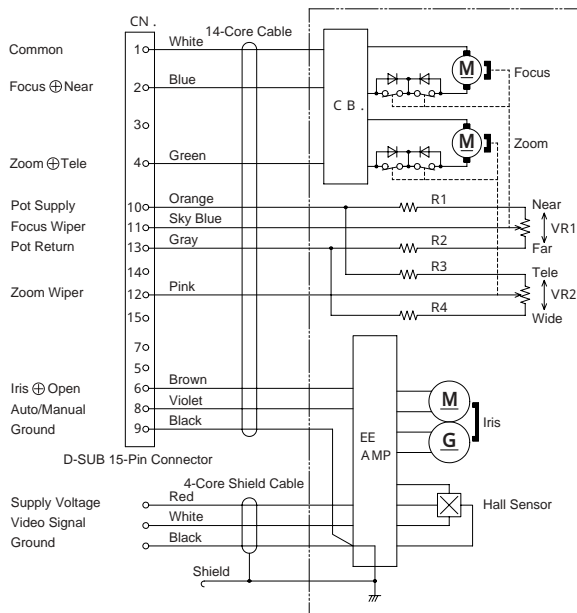 CN .
14-Core Cable
Common 1 White
Focus ⊕ Near 2 Blue
3
Zoom ⊕ Tele 4 Green
Pot Supply 10 Orange
Focus Wiper 11 Sky Blue
Pot Return 13 Gray
14
Zoom Wiper 12 Pink
15
7
5
Iris ⊕ Open 6 Brown
Auto/Manual 8 Violet
Ground 9 Black
D-SUB 15-Pin Connector
4-Core Shield Cable
Supply Voltage Red
Video Signal White
Ground Black
Shield
C B .
M Focus
M Zoom
R1 Near
VR1
R2 Far
R3 Tele
VR2
R4 Wide
EE
AMP
M
G
Iris
Hall Sensor